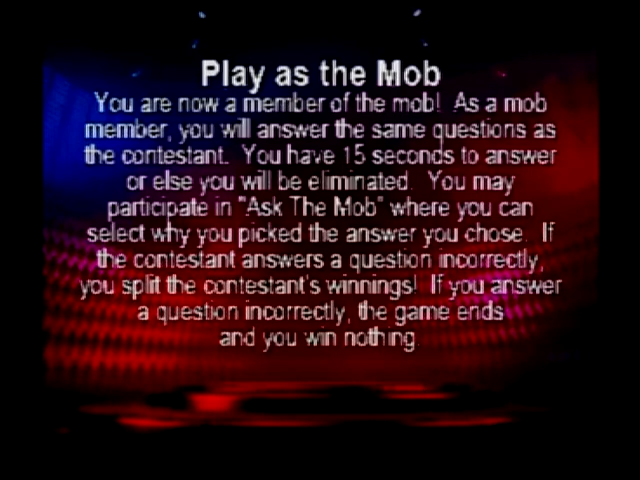 Play as the Mob
You are now a member of the mob!  As a mob
member, you will answer the same questions as
the contestant.  You have 15 seconds to answer
or else you will be eliminated.  You may
participate in "Ask The Mob" where you can
select why you picked the answer you chose.  If
the contestant answers a question incorrectly,
you split the contestant's winnings!  If you answer
a question incorrectly, the game ends
and you win nothing.